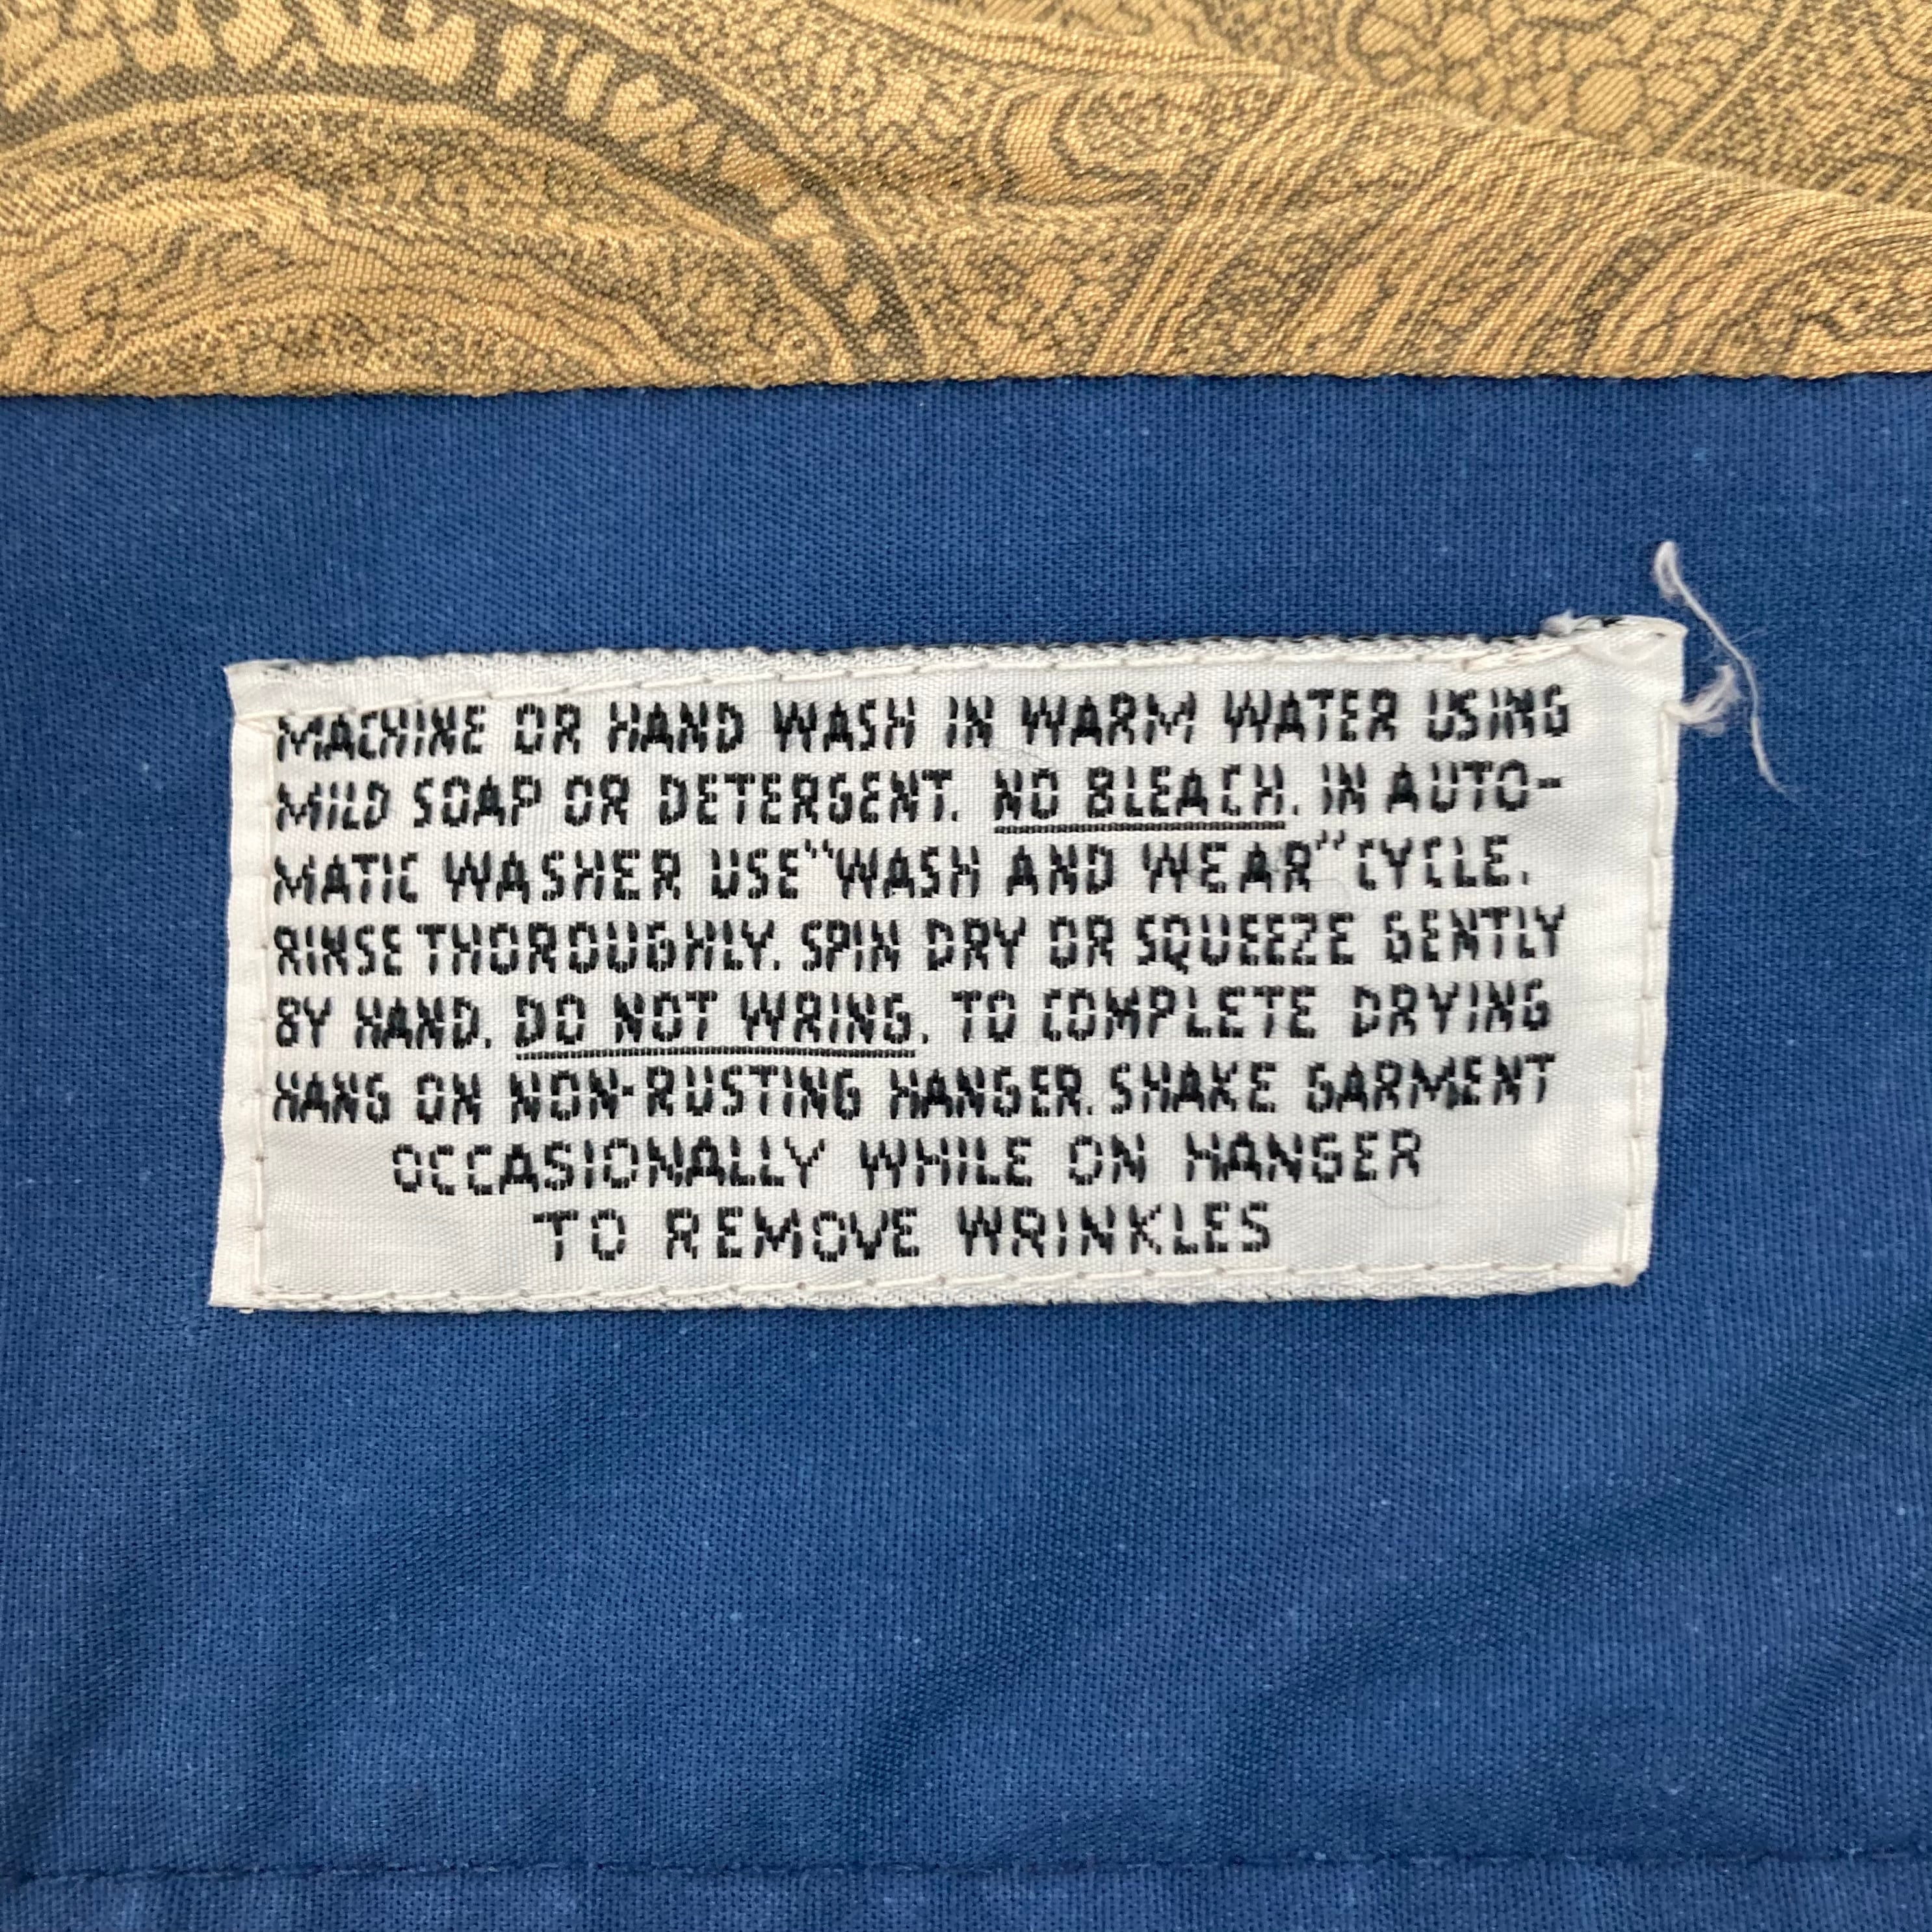 MACHINE OR HAND WASH IN WARM WATER USING
MILD SOAP OR DETERGENT. NO BLEACH. IN AUTO-
MATIC WASHER USE "WASH AND WEAR" CYCLE.
RINSE THOROUGHLY. SPIN DRY OR SQUEEZE GENTLY
BY HAND. DO NOT WRING. TO COMPLETE DRYING
HANG ON NON-RUSTING HANGER. SHAKE GARMENT
OCCASIONALLY WHILE ON HANGER
TO REMOVE WRINKLES